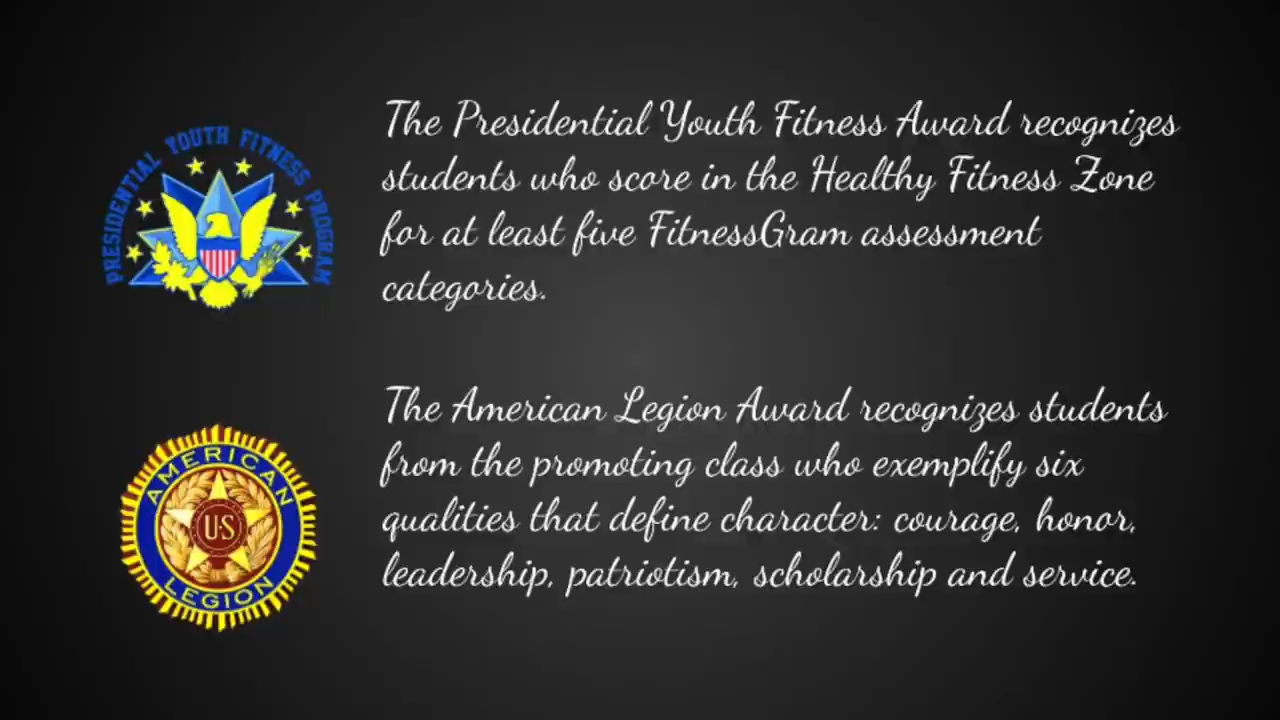 PRESIDENTIAL YOUTH FITNESS PROGRAM
The Presidential Youth Fitness Award recognizes
students who score in the Healthy Fitness Zone
for at least five FitnessGram assessment
categories.
AMERICAN
U.S
LEGION
The American Legion Award recognizes students
from the promoting class who exemplify six
qualities that define character: courage, honor,
leadership, patriotism, scholarship and service.